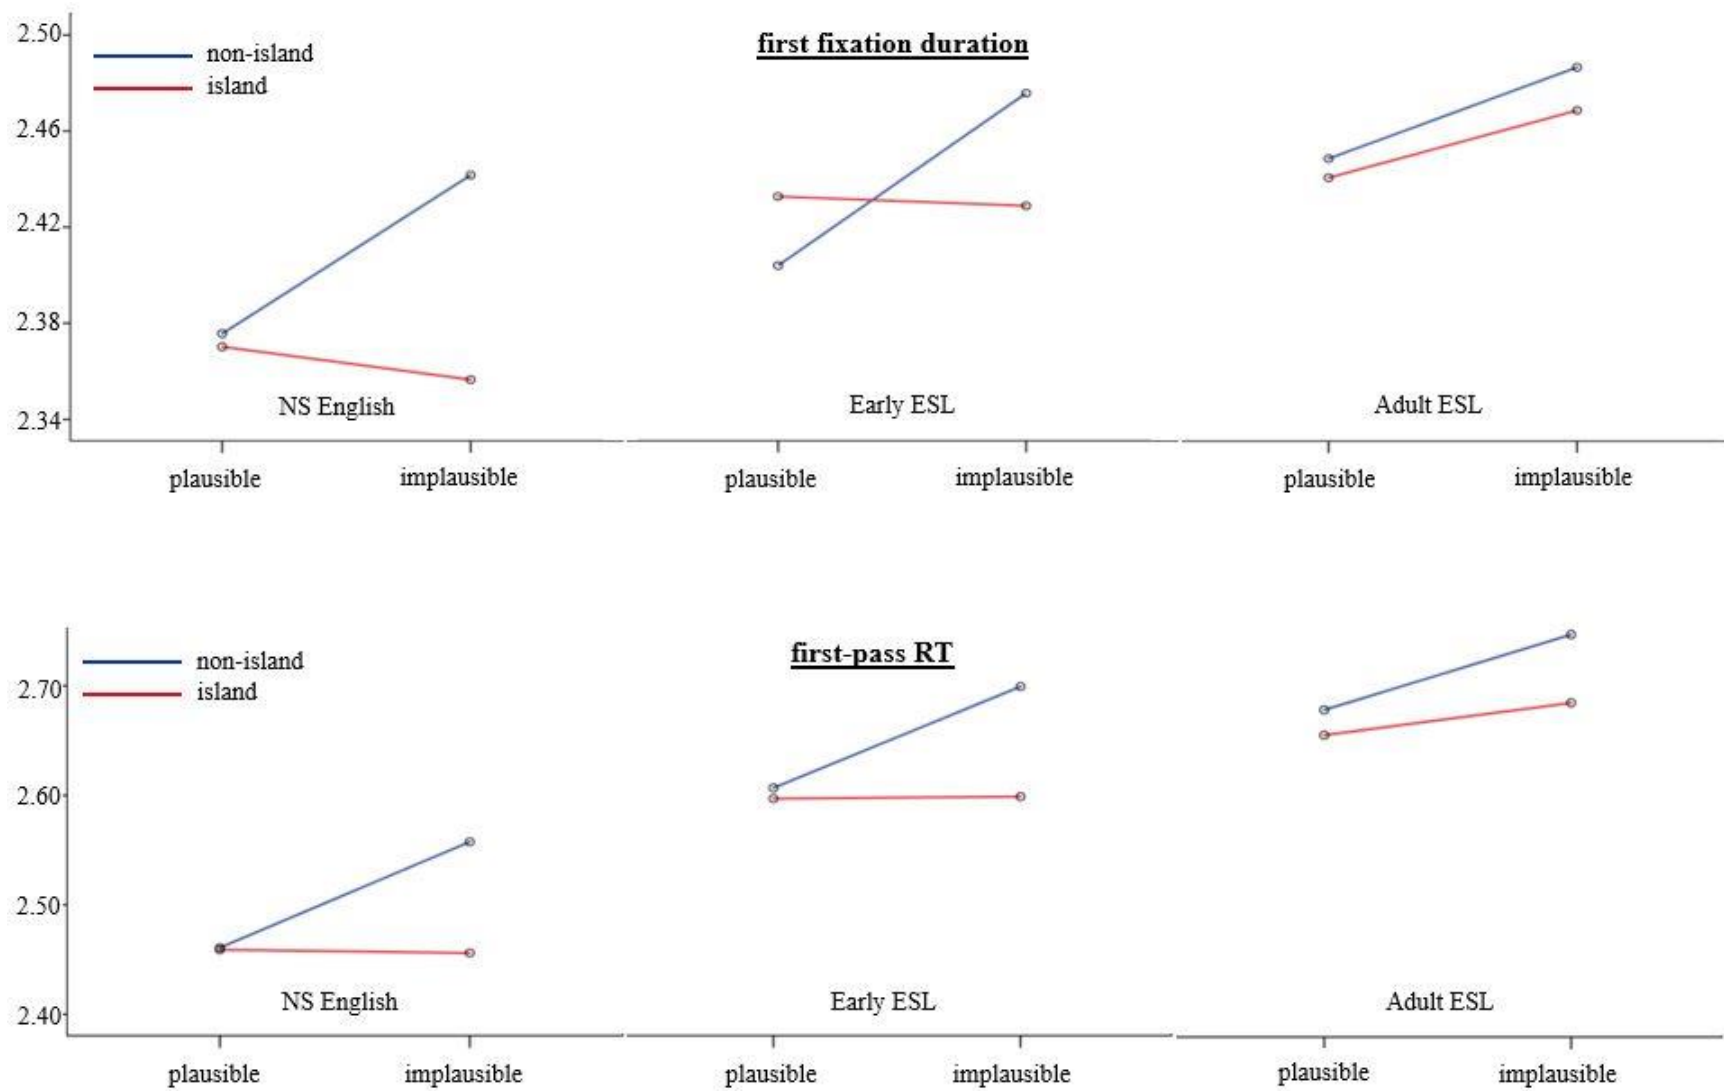 first fixation duration
non-island
island
2.50
2.46
2.42
2.38
2.34
NS English
Early ESL
Adult ESL
plausible
implausible
plausible
implausible
plausible
implausible
first-pass RT
non-island
island
2.70
2.60
2.50
2.40
NS English
Early ESL
Adult ESL
plausible
implausible
plausible
implausible
plausible
implausible